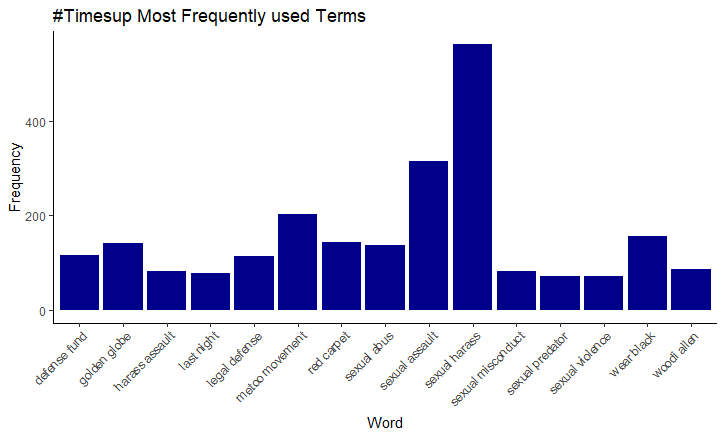 #Timesup Most Frequently used Terms
400
200
0
Frequency
defense fund
golden globe
harass assault
last night
legal defense
metoo movement
red carpet
sexual abus
sexual assault
sexual harass
sexual misconduct
sexual predator
sexual violence
wear black
woodi allen
Word